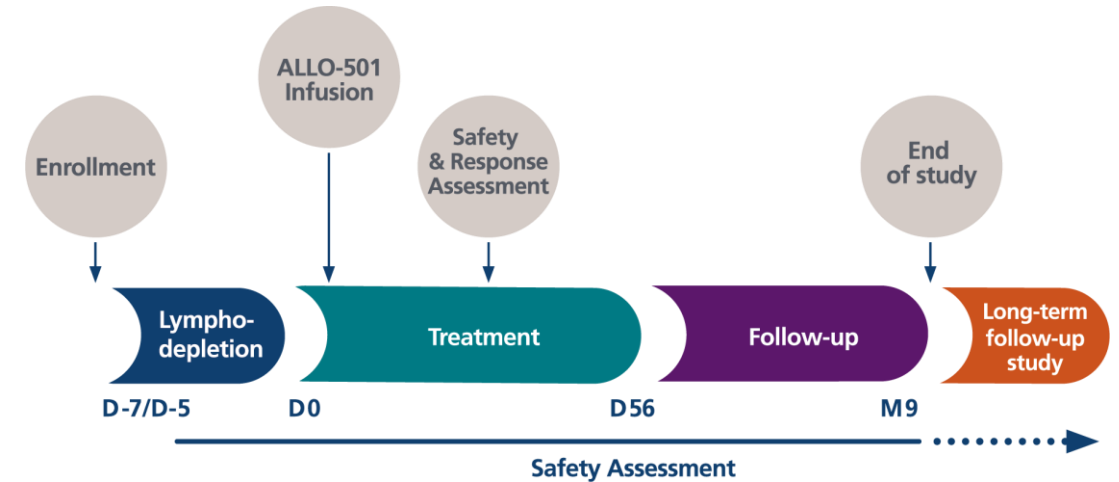 Enrollment
ALLO-501
Infusion
Safety
& Response
Assessment
End
of study
Lympho-
depletion
Treatment
Follow-up
Long-term
follow-up
study
D-7/D-5
D0
D56
M9
Safety Assessment